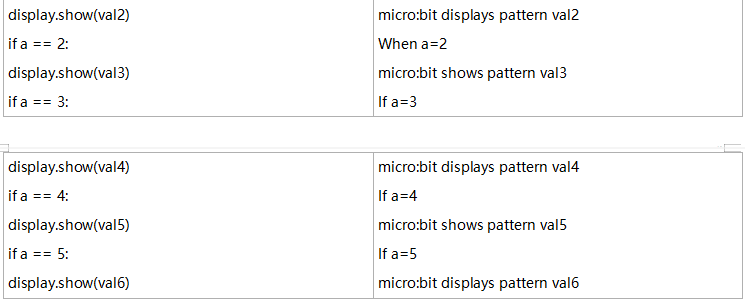 display.show(val2) micro:bit displays pattern val2
if a == 2: When a=2
display.show(val3) micro:bit shows pattern val3
if a == 3: If a=3
display.show(val4) micro:bit displays pattern val4
if a == 4: If a=4
display.show(val5) micro:bit shows pattern val5
if a == 5: If a=5
display.show(val6) micro:bit displays pattern val6